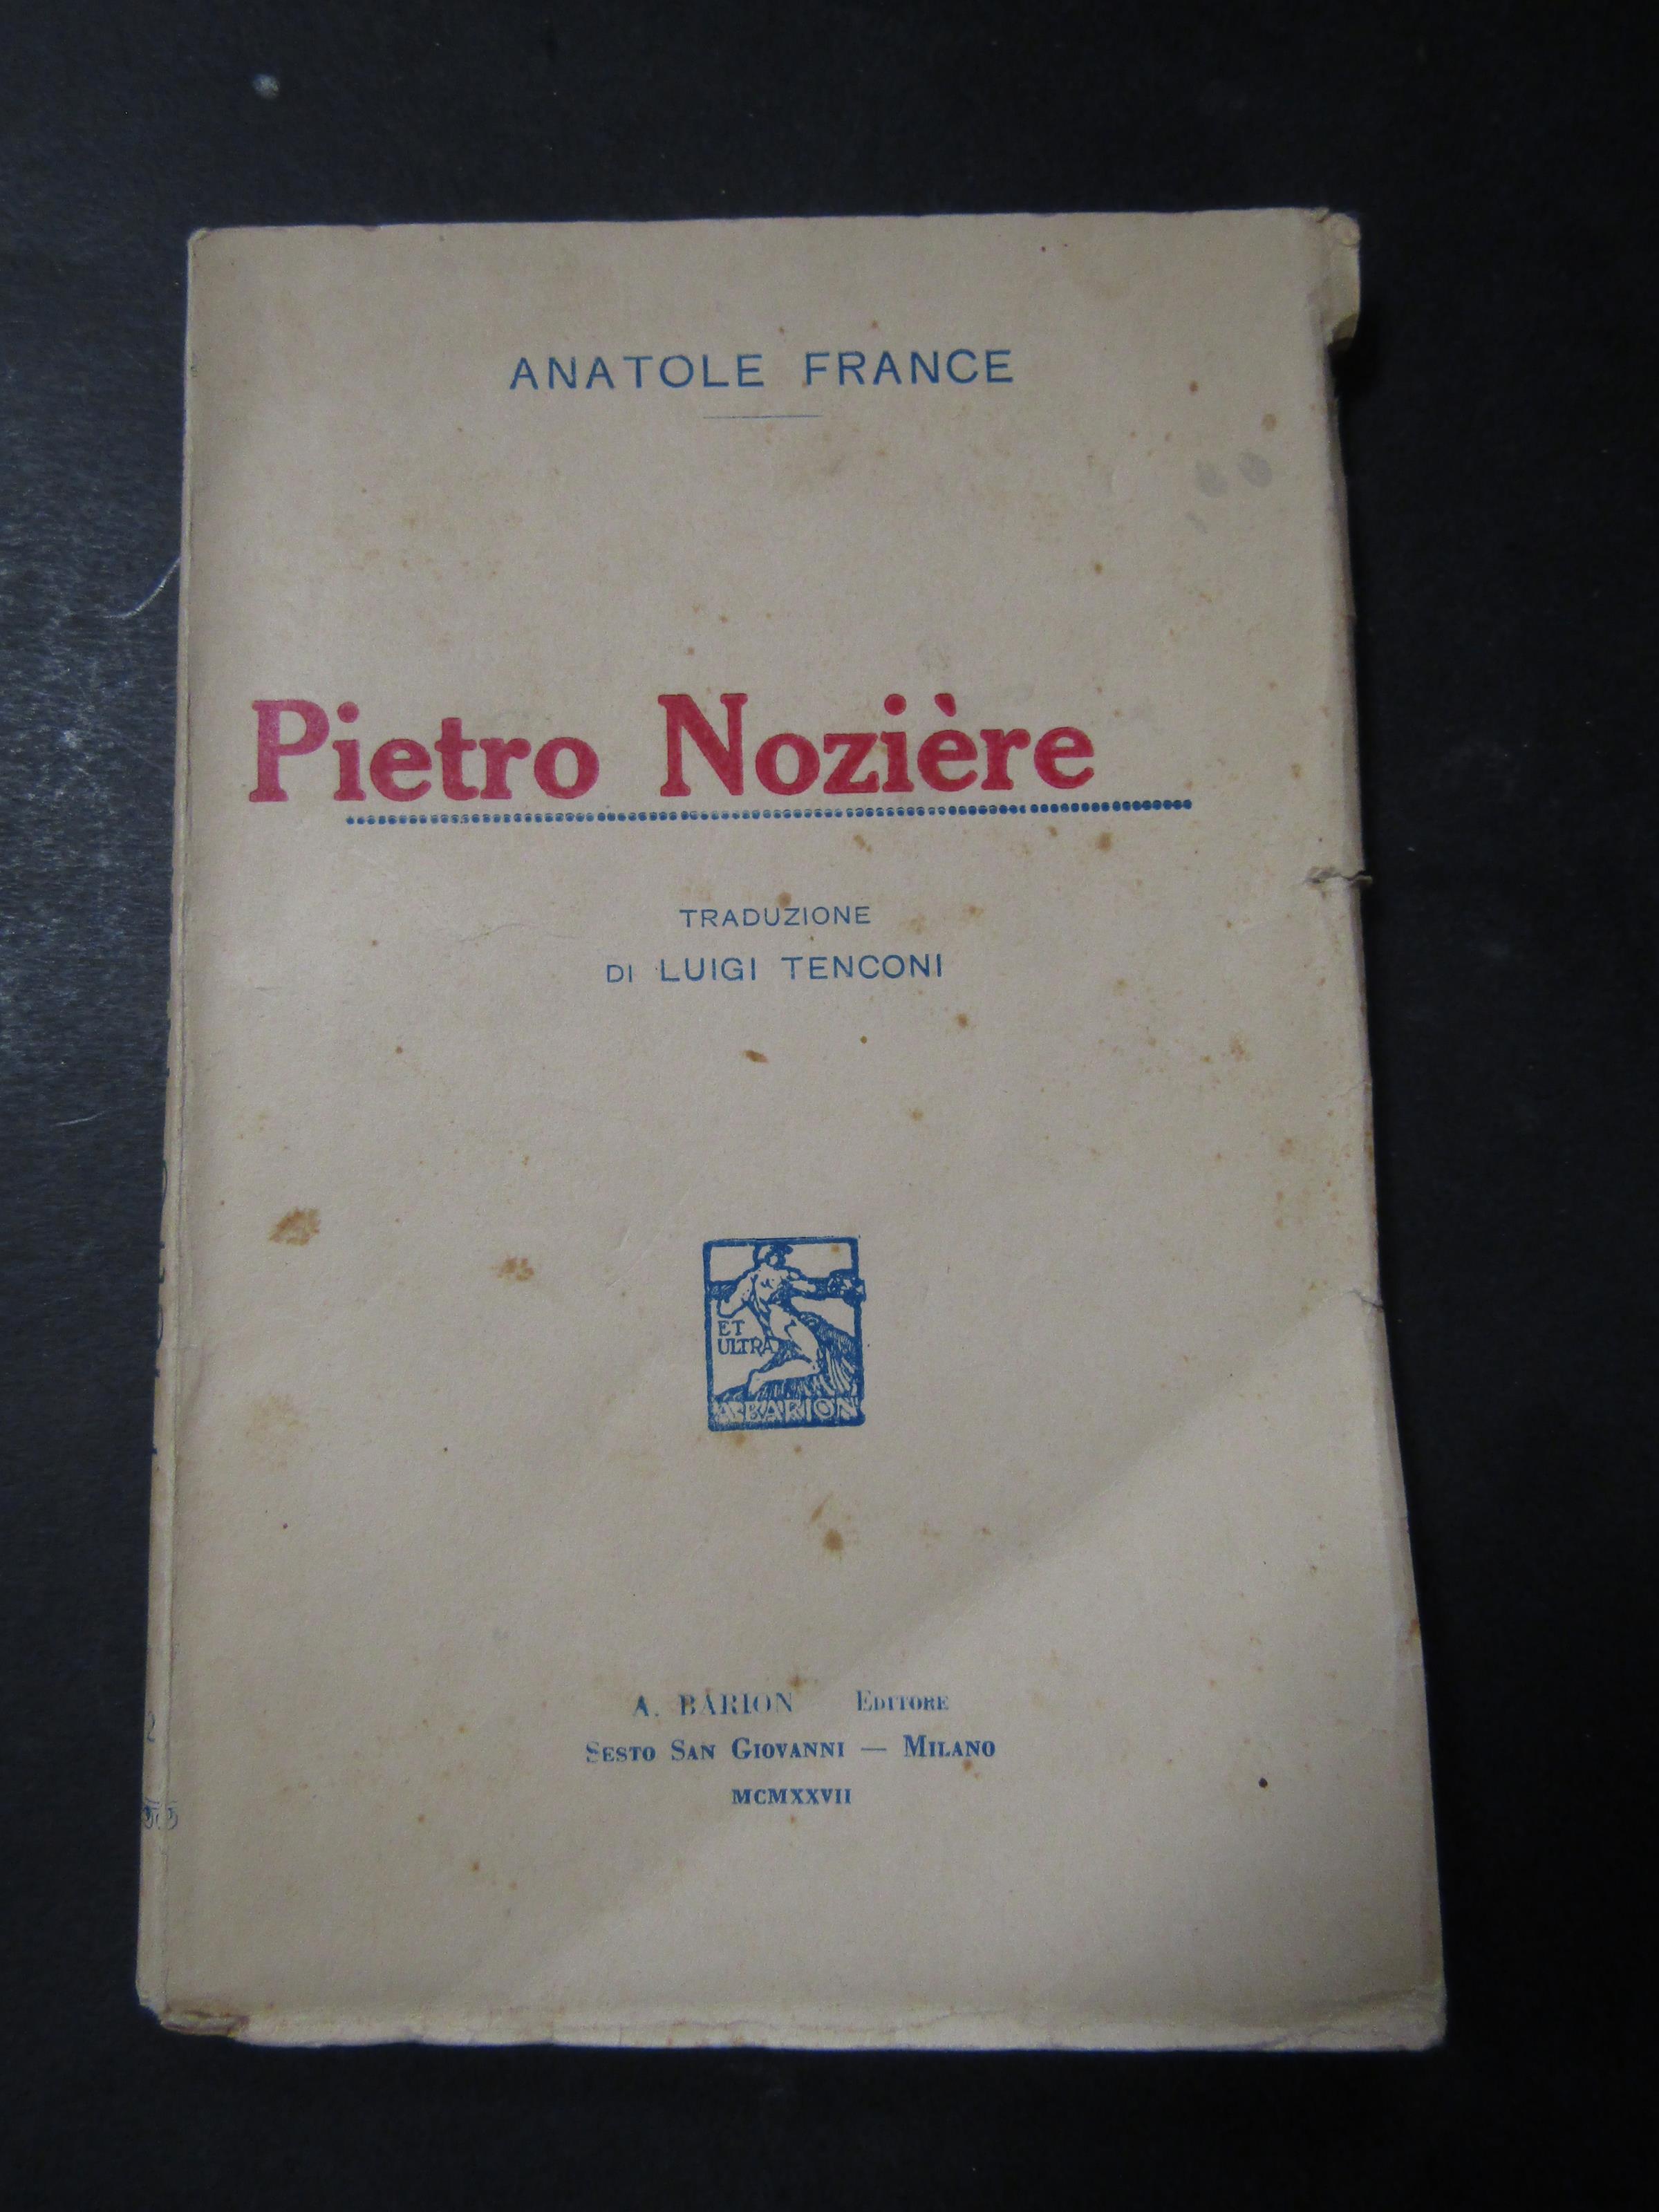 ANATOLE FRANCE
Pietro Nozière
TRADUZIONE
DI LUIGI TENCONI
ET
ULTRA
A. BARION
A. BARION Editore
Sesto San Giovanni — Milano
MCMXXVII